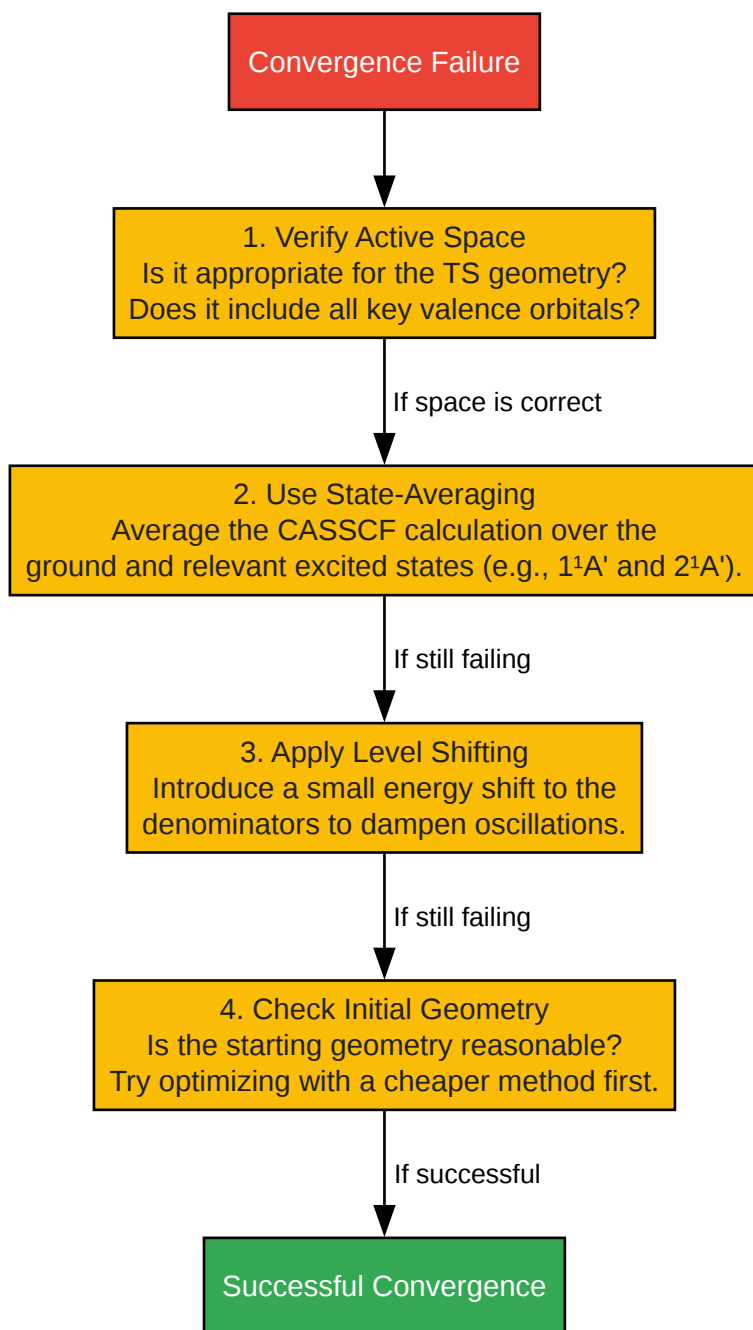 Convergence Failure
1. Verify Active Space
Is it appropriate for the TS geometry?
Does it include all key valence orbitals?
If space is correct
2. Use State-Averaging
Average the CASSCF calculation over the
ground and relevant excited states (e.g., 1¹A' and 2¹A').
If still failing
3. Apply Level Shifting
Introduce a small energy shift to the
denominators to dampen oscillations.
If still failing
4. Check Initial Geometry
Is the starting geometry reasonable?
Try optimizing with a cheaper method first.
If successful
Successful Convergence